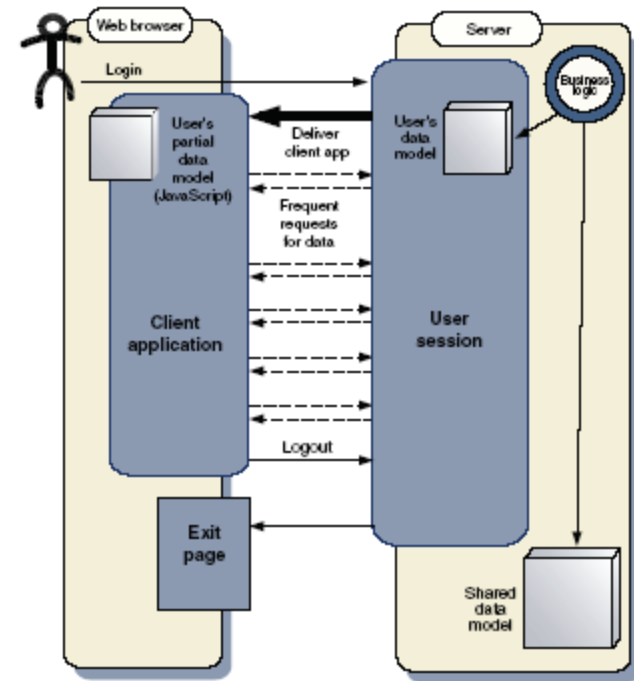 Web browser
Server
Login
Business
logic
User's
partial
data
model
(JavaScript)
Deliver
client app
User's
data
model
Frequent
requests
for data
Client
application
User
session
Logout
Exit
page
Shared
data
model